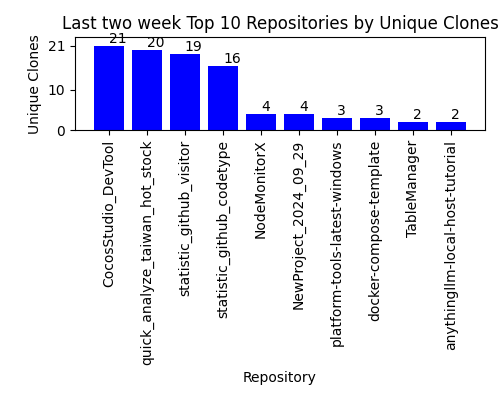 Last two week Top 10 Repositories by Unique Clones
Unique Clones
21
10
0
21
20
19
16
4
4
3
3
2
2
CocosStudio_DevTool
quick_analyze_taiwan_hot_stock
statistic_github_visitor
statistic_github_codetype
NodeMonitorX
NewProject_2024_09_29
platform-tools-latest-windows
docker-compose-template
TableManager
anythingllm-local-host-tutorial
Repository